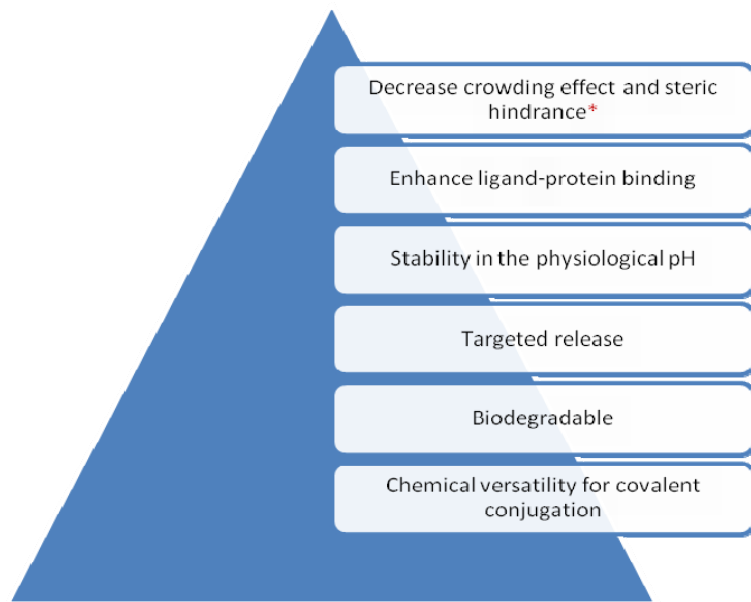 Decrease crowding effect and steric
hindrance*
Enhance ligand-protein binding
Stability in the physiological pH
Targeted release
Biodegradable
Chemical versatility for covalent
conjugation